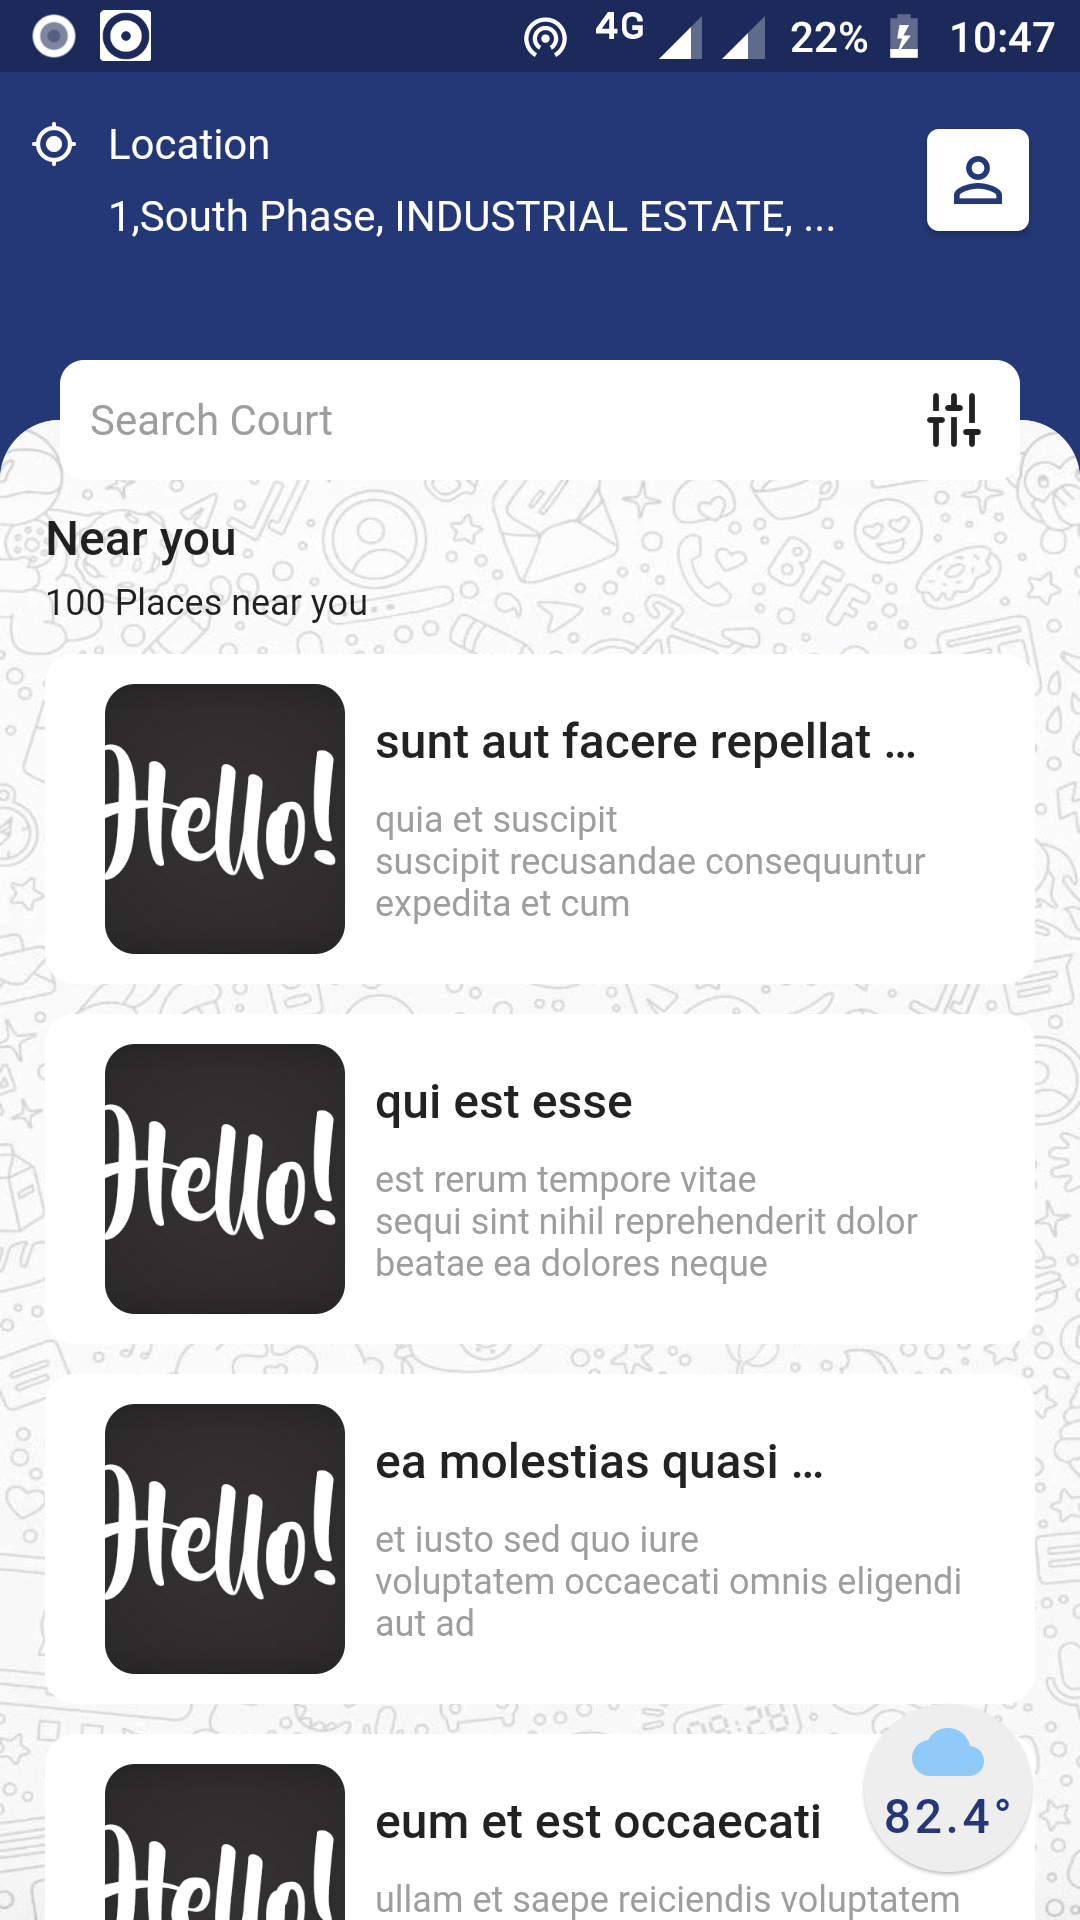 4G 22% 10:47
Location
1,South Phase, INDUSTRIAL ESTATE, ...
Search Court
Near you
100 Places near you
Hello!
sunt aut facere repellat ...
quia et suscipit
suscipit recusandae consequuntur
expedita et cum
Hello!
qui est esse
est rerum tempore vitae
sequi sint nihil reprehenderit dolor
beatae ea dolores neque
Hello!
ea molestias quasi ...
et iusto sed quo iure
voluptatem occaecati omnis eligendi
aut ad
Hello!
eum et est occaecati
ullam et saepe reiciendis voluptatem
82.4°
BFF
09:28